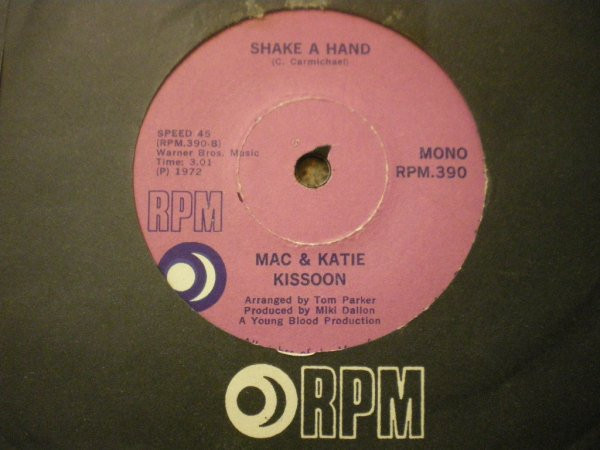 SHAKE A HAND
(C. Carmichael)
SPEED 45
(RPM.390-B)
Warner Bros. Music
Time: 3.01
(P) 1972
MONO
RPM.390
RPM
MAC & KATIE
KISSOON
Arranged by Tom Parker
Produced by Miki Dallon
A Young Blood Production
RPM